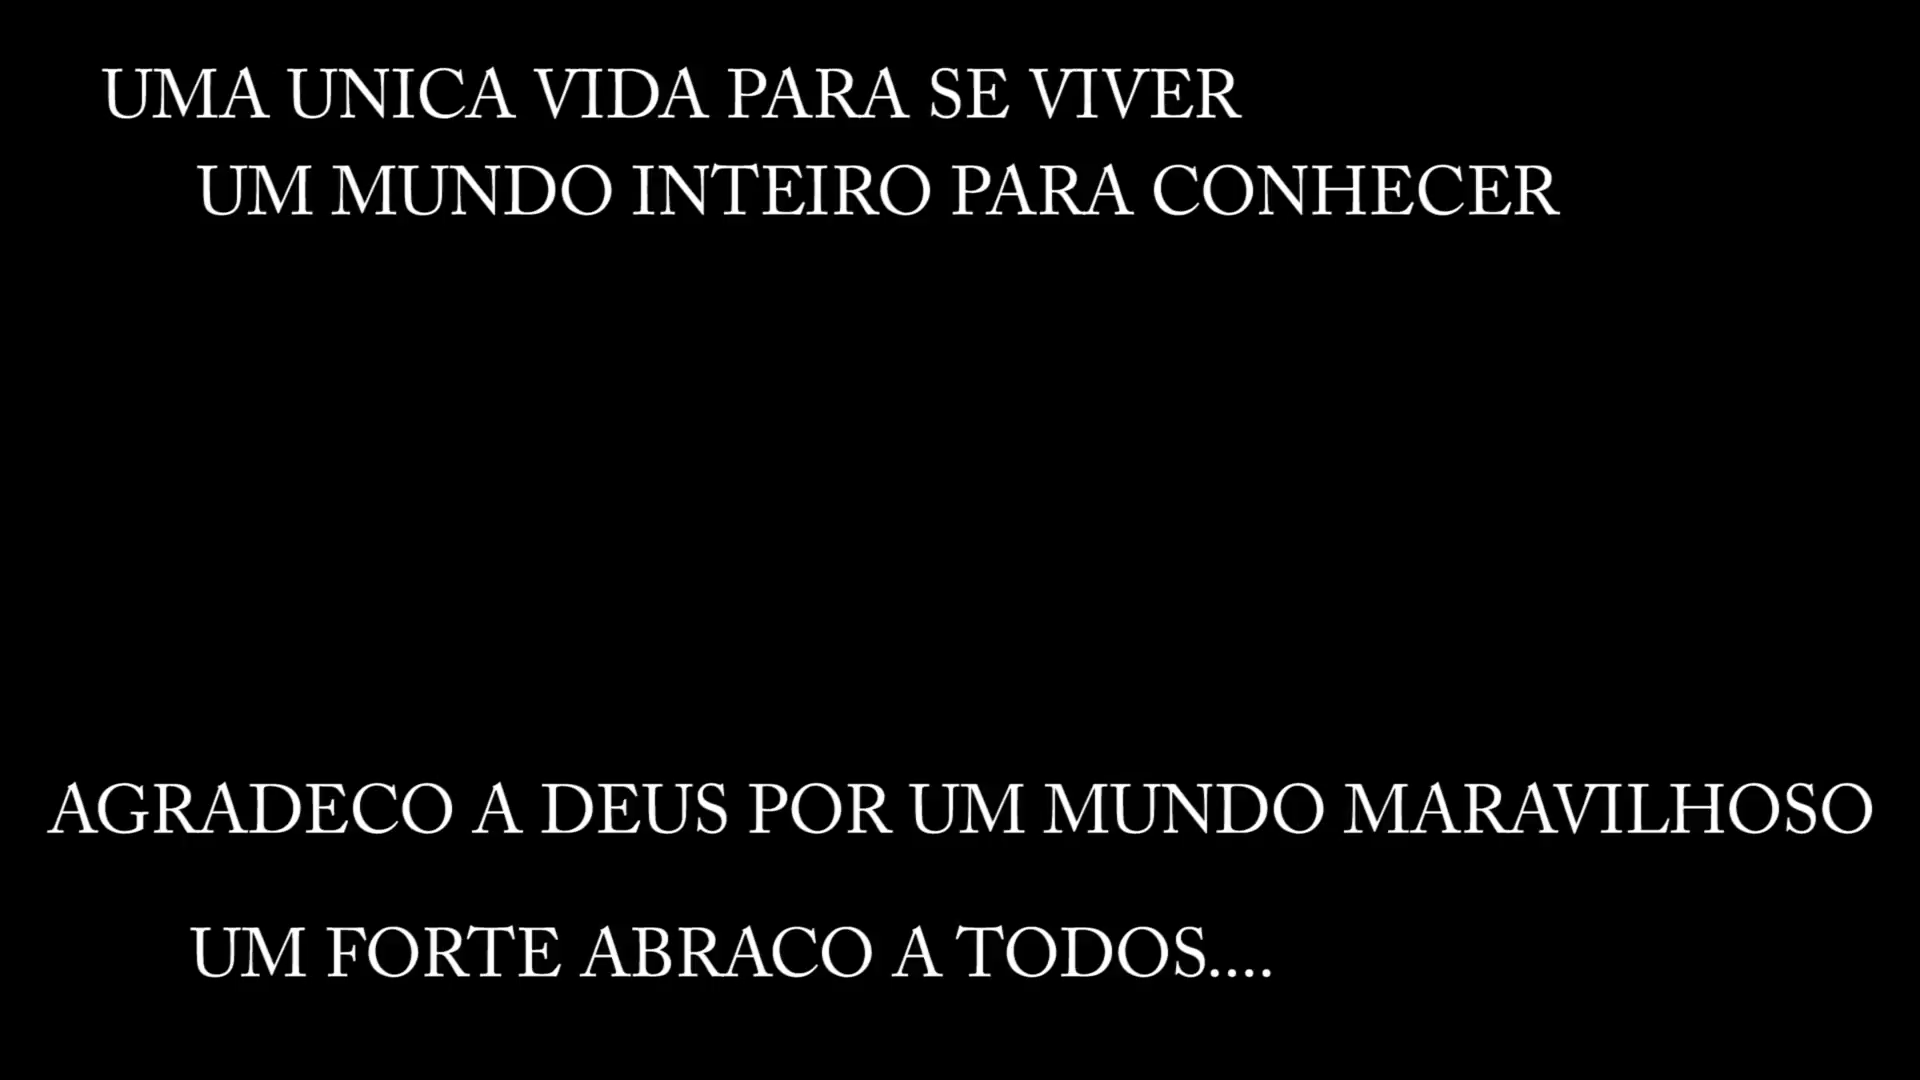 UMA UNICA VIDA PARA SE VIVER
UM MUNDO INTEIRO PARA CONHECER
AGRADECO A DEUS POR UM MUNDO MARAVILHOSO
UM FORTE ABRACO A TODOS....